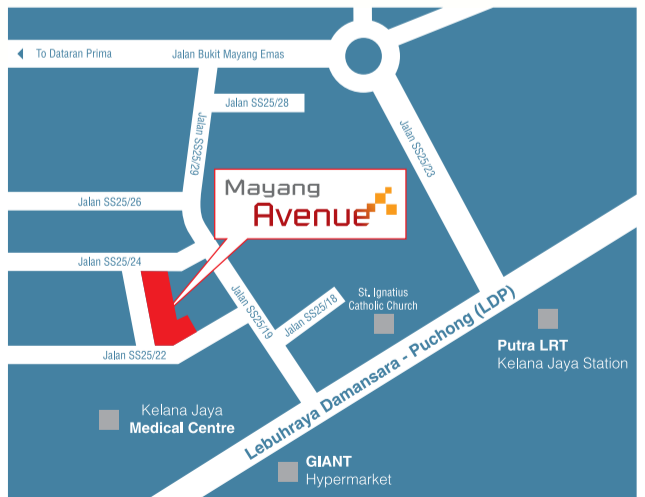 To Dataran Prima
Jalan Bukit Mayang Emas
Jalan SS25/28
Jalan SS25/29
Jalan SS25/23
Mayang
Avenue
Jalan SS25/26
Jalan SS25/24
Jalan SS25/19
Jalan SS25/18
St. Ignatius
Catholic Church
Jalan SS25/22
Lebuhraya Damansara - Puchong (LDP)
Putra LRT
Kelana Jaya Station
Kelana Jaya
Medical Centre
GIANT
Hypermarket